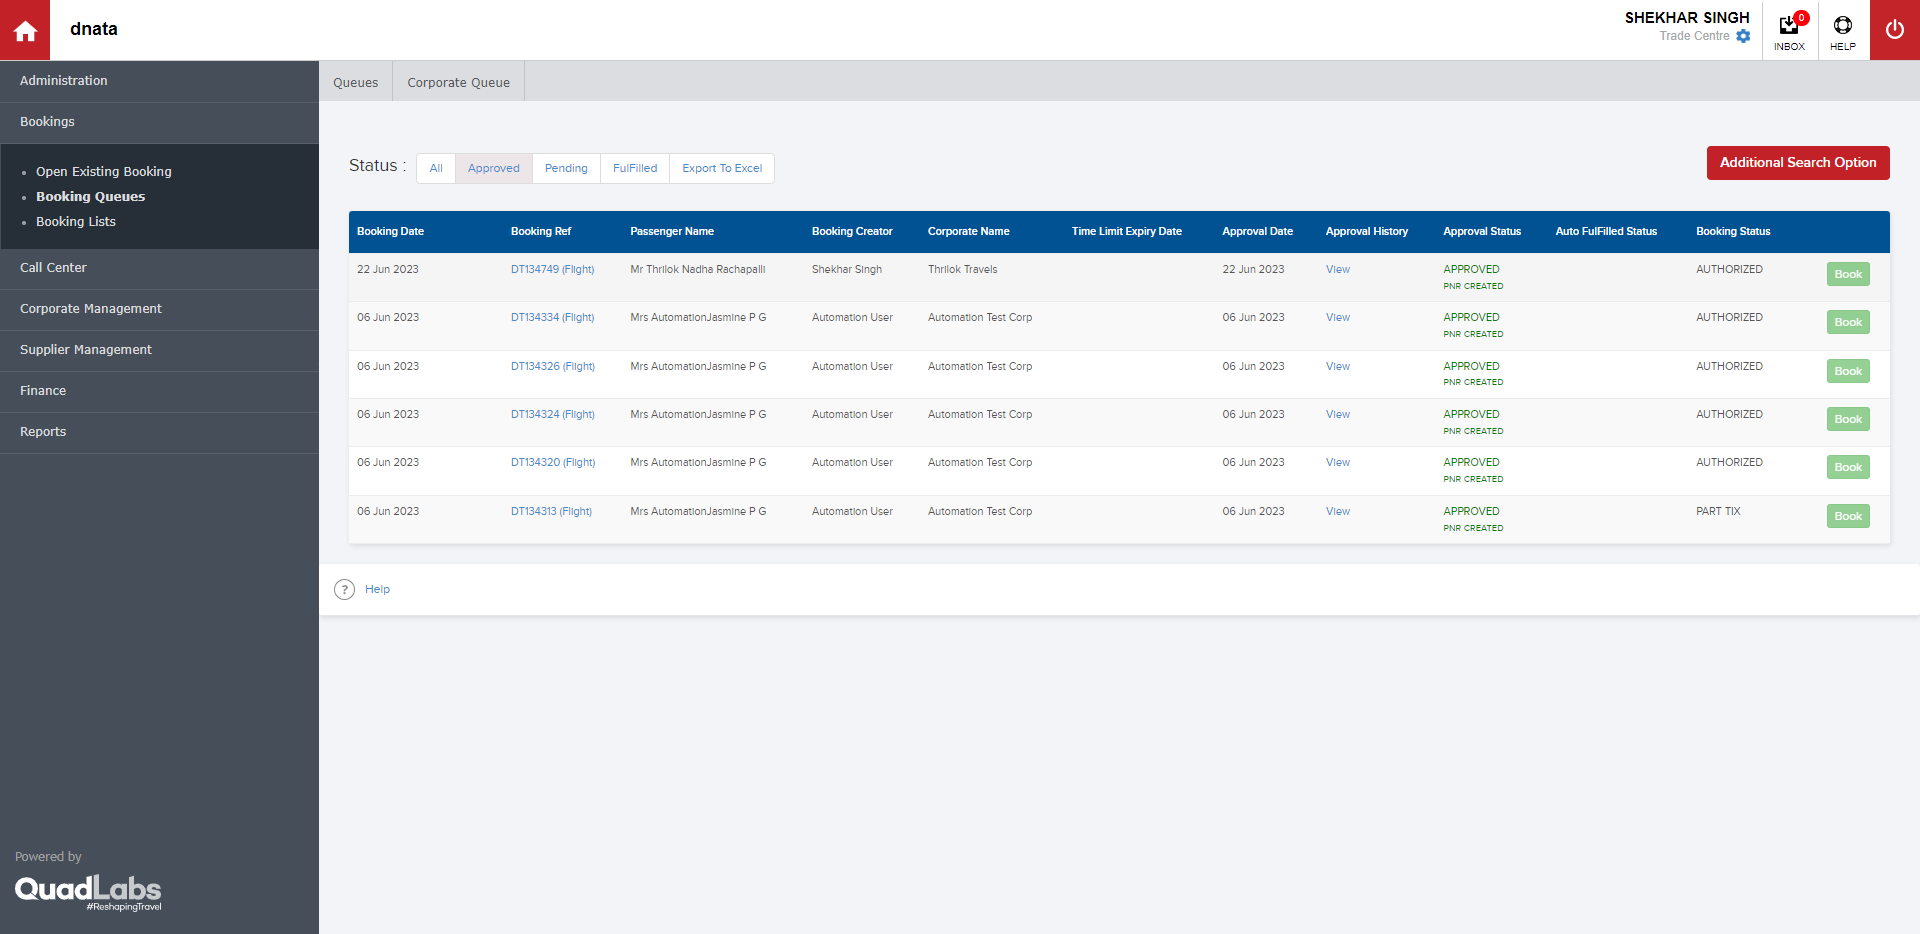 dnata
SHEKHAR SINGH
Trade Centre
0
INBOX
HELP
Administration
Bookings
Open Existing Booking
Booking Queues
Booking Lists
Call Center
Corporate Management
Supplier Management
Finance
Reports
Powered by
QuadLabs
#ReshapingTravel
Queues Corporate Queue
Status : All Approved Pending FulFilled Export To Excel
Additional Search Option
Booking Date Booking Ref Passenger Name Booking Creator Corporate Name Time Limit Expiry Date Approval Date Approval History Approval Status Auto FulFilled Status Booking Status
22 Jun 2023 DT134749 (Flight) Mr Thrilok Nadha Rachapalli Shekhar Singh Thrilok Travels 22 Jun 2023 View APPROVED AUTHORIZED Book
PNR CREATED
06 Jun 2023 DT134334 (Flight) Mrs AutomationJasmine P G Automation User Automation Test Corp 06 Jun 2023 View APPROVED AUTHORIZED Book
PNR CREATED
06 Jun 2023 DT134326 (Flight) Mrs AutomationJasmine P G Automation User Automation Test Corp 06 Jun 2023 View APPROVED AUTHORIZED Book
PNR CREATED
06 Jun 2023 DT134324 (Flight) Mrs AutomationJasmine P G Automation User Automation Test Corp 06 Jun 2023 View APPROVED AUTHORIZED Book
PNR CREATED
06 Jun 2023 DT134320 (Flight) Mrs AutomationJasmine P G Automation User Automation Test Corp 06 Jun 2023 View APPROVED AUTHORIZED Book
PNR CREATED
06 Jun 2023 DT134313 (Flight) Mrs AutomationJasmine P G Automation User Automation Test Corp 06 Jun 2023 View APPROVED PART TIX Book
PNR CREATED
? Help